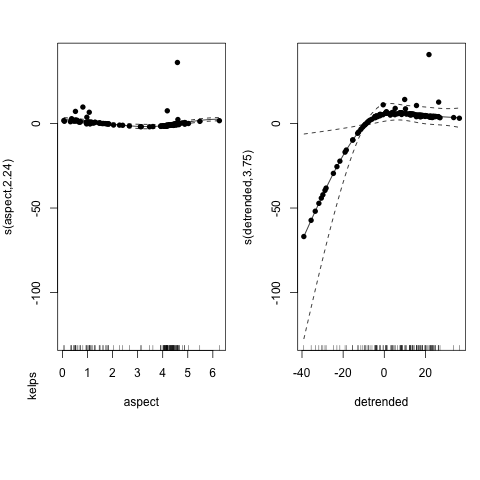 s(aspect,2.24)
0
-50
-100
0 1 2 3 4 5 6
aspect
kelps
s(detrended,3.75)
0
-50
-100
-40 -20 0 20
detrended